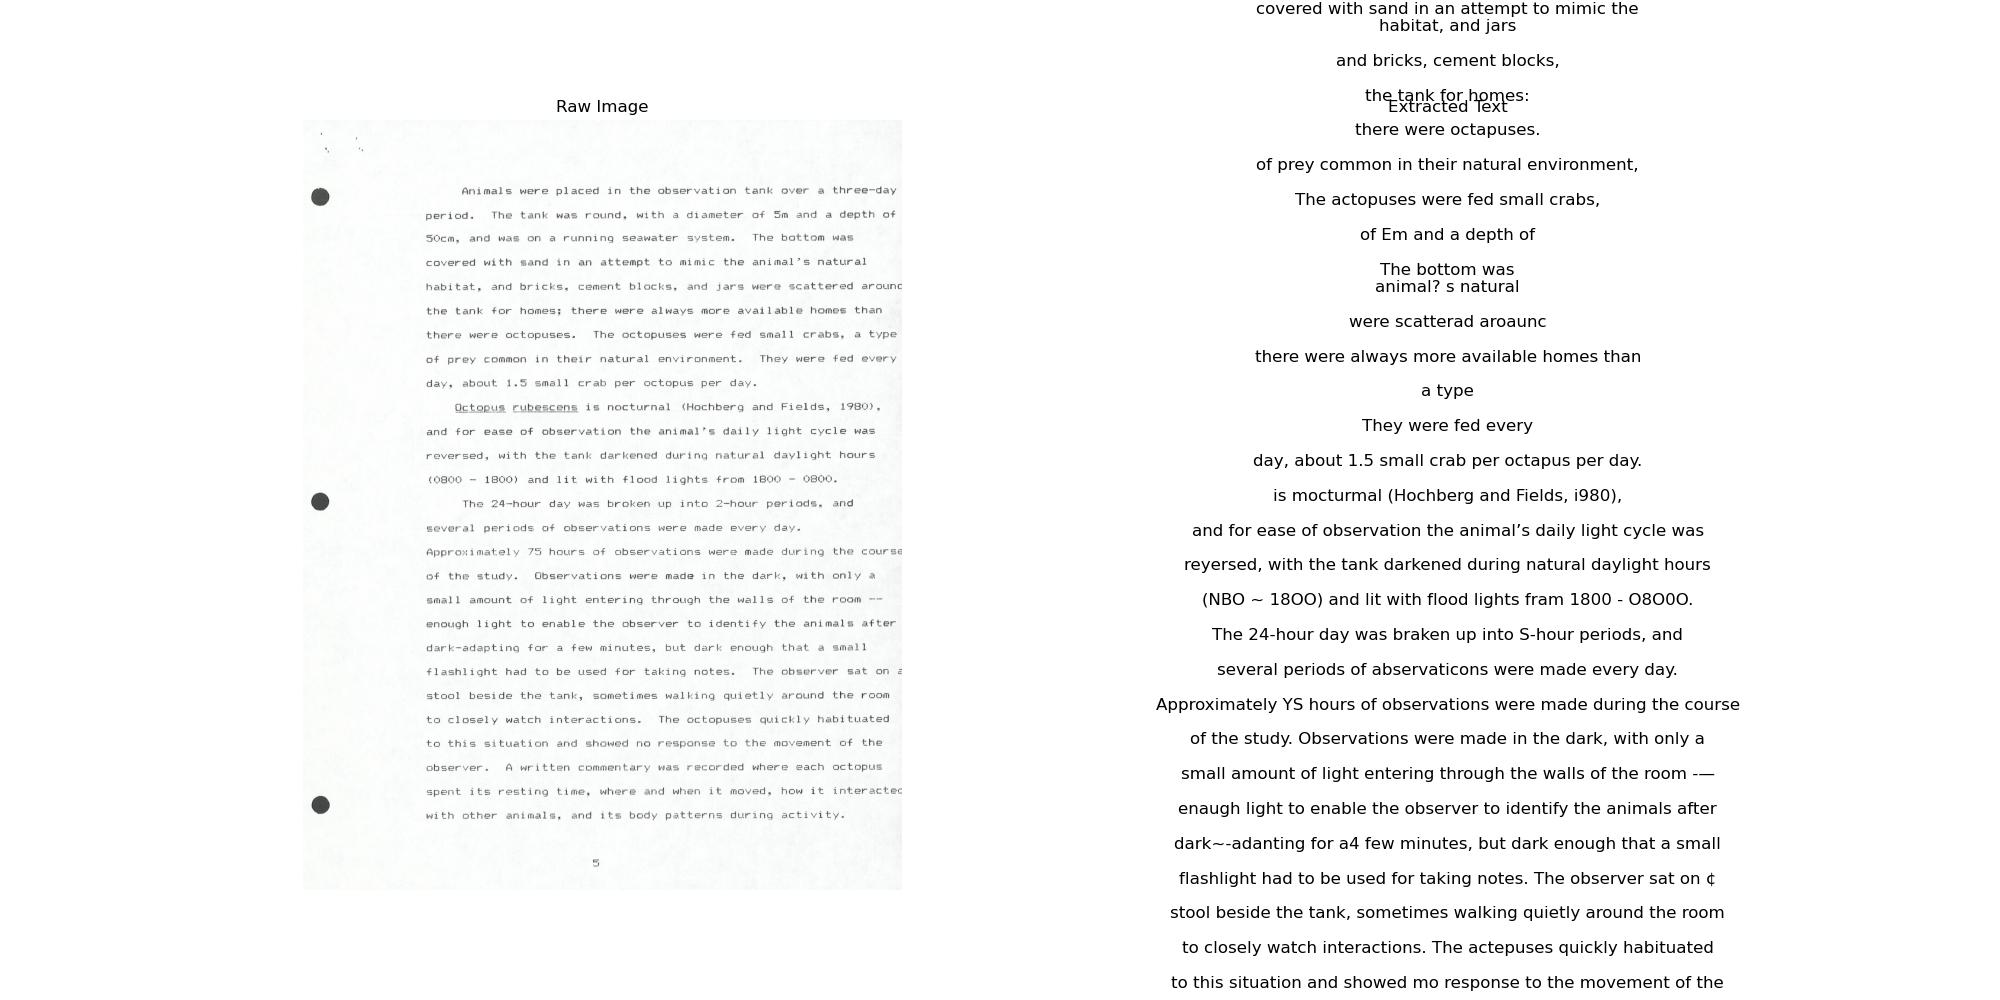 Raw Image
Animals were placed in the observation tank over a three-day
period. The tank was round, with a diameter of 5m and a depth of
50cm, and was on a running seawater system. The bottom was
covered with sand in an attempt to mimic the animal's natural
habitat, and bricks, cement blocks, and jars were scattered around
the tank for homes; there were always more available homes than
there were octopuses. The octopuses were fed small crabs, a type
of prey common in their natural environment. They were fed every
day, about 1.5 small crab per octopus per day.
Octopus rubescens is nocturnal (Hochberg and Fields, 1980),
and for ease of observation the animal's daily light cycle was
reversed, with the tank darkened during natural daylight hours
(0800 - 1800) and lit with flood lights from 1800 - 0800.
The 24-hour day was broken up into 2-hour periods, and
several periods of observations were made every day.
Approximately 75 hours of observations were made during the course
of the study. Observations were made in the dark, with only a
small amount of light entering through the walls of the room --
enough light to enable the observer to identify the animals after
dark-adapting for a few minutes, but dark enough that a small
flashlight had to be used for taking notes. The observer sat on a
stool beside the tank, sometimes walking quietly around the room
to closely watch interactions. The octopuses quickly habituated
to this situation and showed no response to the movement of the
observer. A written commentary was recorded where each octopus
spent its resting time, where and when it moved, how it interacted
with other animals, and its body patterns during activity.
5
covered with sand in an attempt to mimic the
habitat, and jars
and bricks, cement blocks,
the tank for homes:
Extracted Text
there were octapuses.
of prey common in their natural environment,
The actopuses were fed small crabs,
of Em and a depth of
The bottom was
animal? s natural
were scatterad aroaunc
there were always more available homes than
a type
They were fed every
day, about 1.5 small crab per octapus per day.
is mocturmal (Hochberg and Fields, i980),
and for ease of observation the animal’s daily light cycle was
reyersed, with the tank darkened during natural daylight hours
(NBO ~ 18OO) and lit with flood lights fram 1800 - O8O0O.
The 24-hour day was braken up into S-hour periods, and
several periods of abservaticons were made every day.
Approximately YS hours of observations were made during the course
of the study. Observations were made in the dark, with only a
small amount of light entering through the walls of the room -—
enaugh light to enable the observer to identify the animals after
dark~-adanting for a4 few minutes, but dark enough that a small
flashlight had to be used for taking notes. The observer sat on ¢
stool beside the tank, sometimes walking quietly around the room
to closely watch interactions. The actepuses quickly habituated
to this situation and showed mo response to the movement of the